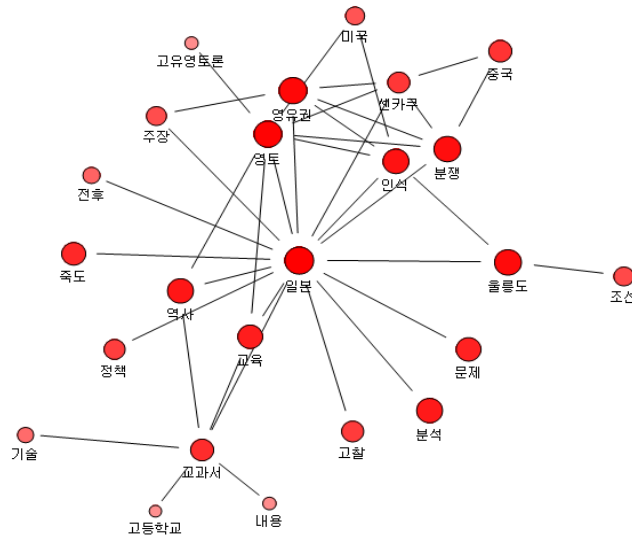 미국
고유영토론
중국
센카쿠
영유권
주장
영토
분쟁
인식
전후
죽도
일본
울릉도
조선
역사
정책
교육
문제
분석
고찰
기술
교과서
고등학교
내용